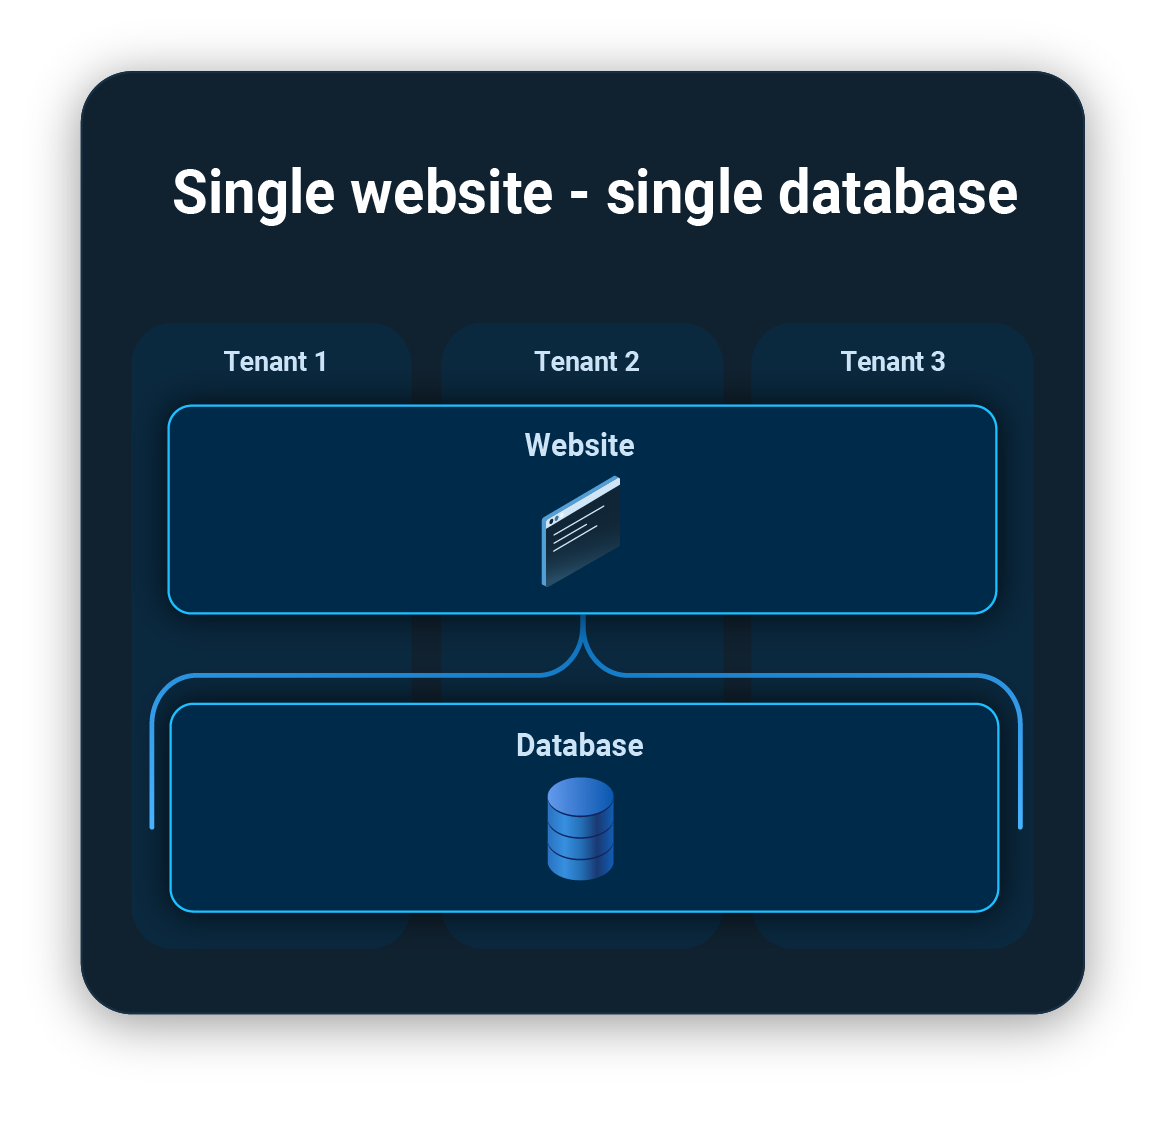 Single website - single database
Tenant 1
Tenant 2
Tenant 3
Website
Database